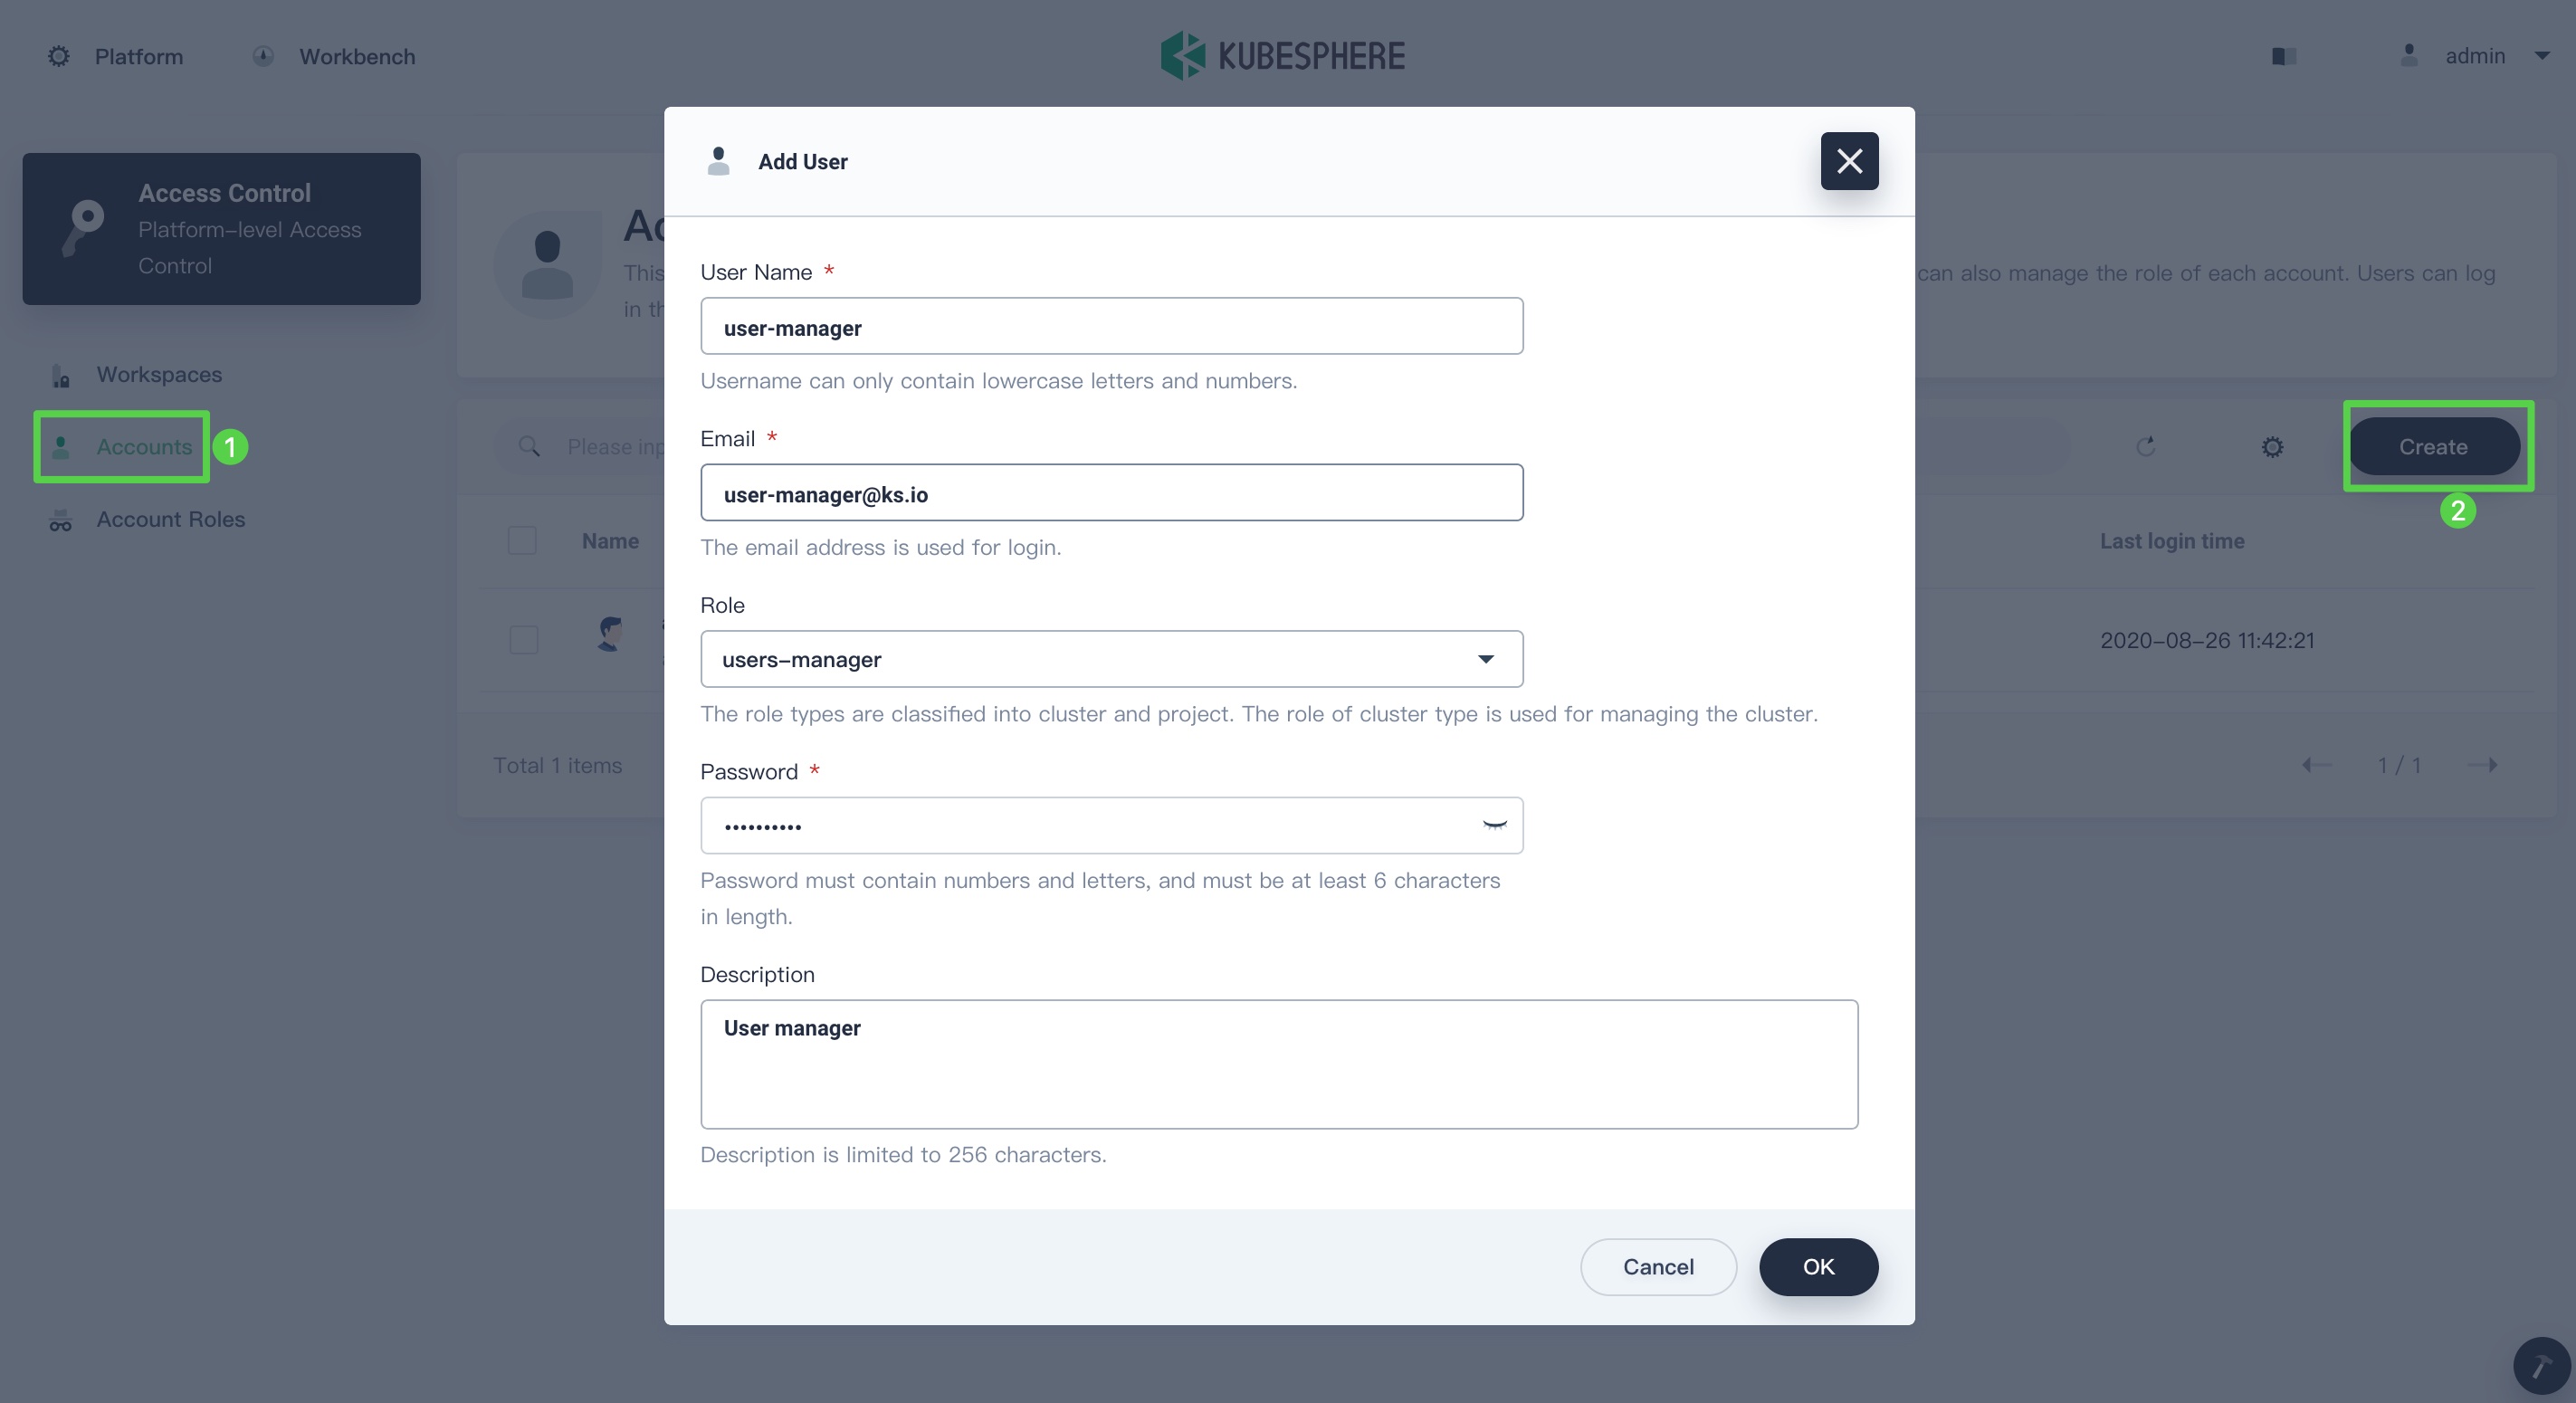 Platform
Workbench
KUBESPHERE
admin
Access Control
Platform-level Access
Control
Workspaces
Accounts
1
Account Roles
This
can also manage the role of each account. Users can log
in
Please
Create
2
Name
Last login time
2020-08-26 11:42:21
Total 1 items
1 / 1
Add User
User Name *
user-manager
Username can only contain lowercase letters and numbers.
Email *
user-manager@ks.io
The email address is used for login.
Role
users-manager
The role types are classified into cluster and project. The role of cluster type is used for managing the cluster.
Password *
••••••••••
Password must contain numbers and letters, and must be at least 6 characters
in length.
Description
User manager
Description is limited to 256 characters.
Cancel
OK